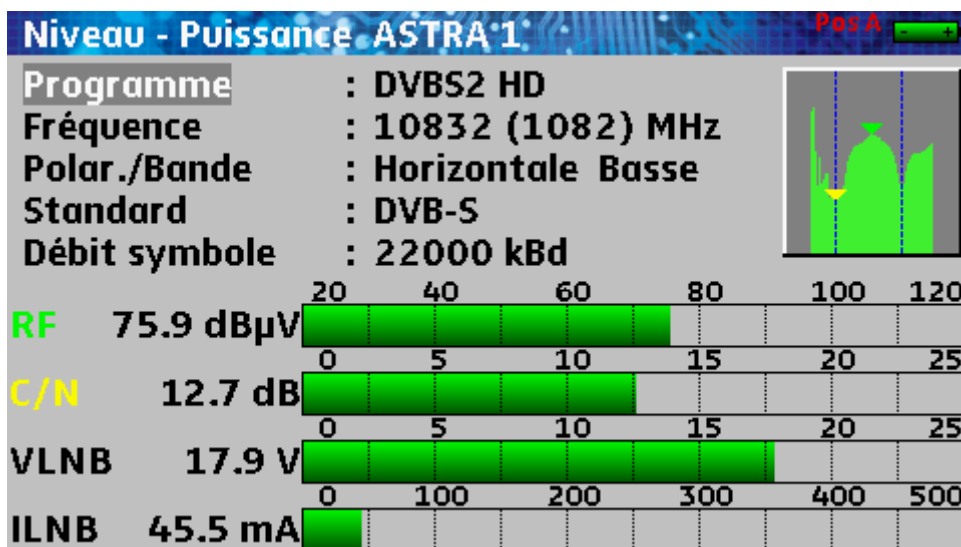 Niveau - Puissance ASTRA 1 Pos A - +
Programme : DVBS2 HD
Fréquence : 10832 (1082) MHz
Polar./Bande : Horizontale Basse
Standard : DVB-S
Débit symbole : 22000 kBd
20 40 60 80 100 120
RF 75.9 dBµV
0 5 10 15 20 25
C/N 12.7 dB
0 5 10 15 20 25
VLNB 17.9 V
0 100 200 300 400 500
ILNB 45.5 mA